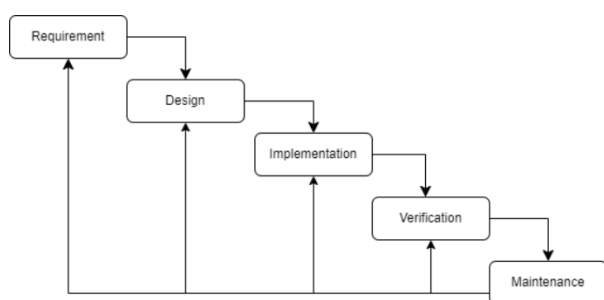 Requirement
Design
Implementation
Verification
Maintenance